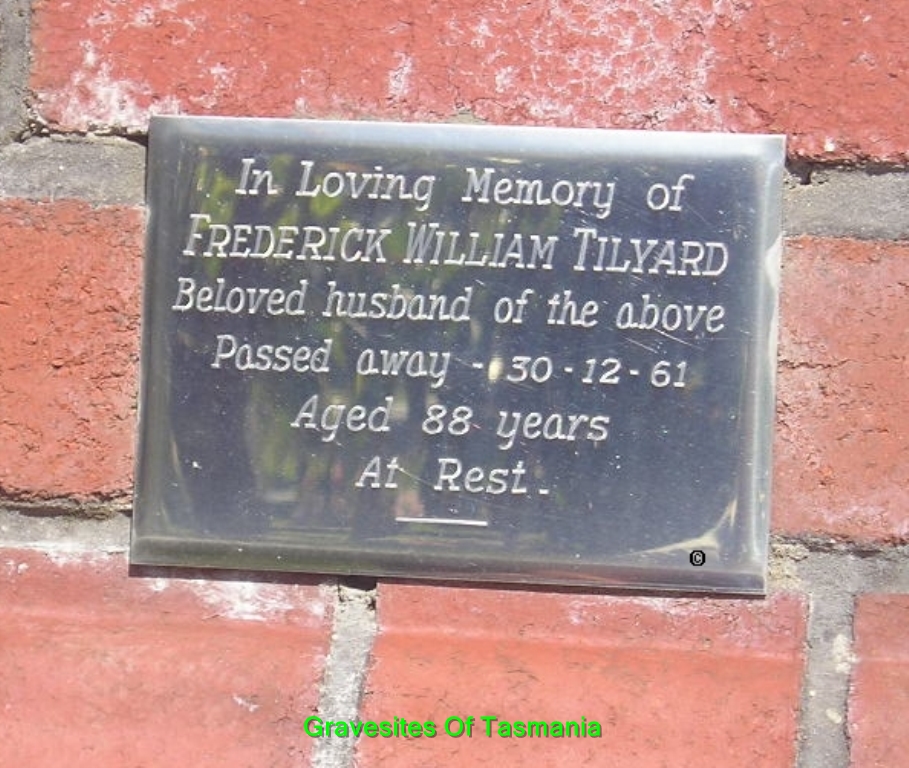 In Loving Memory of
FREDERICK WILLIAM TILYARD
Beloved husband of the above
Passed away - 30-12-61
Aged 88 years
At Rest.
©
Gravesites Of Tasmania